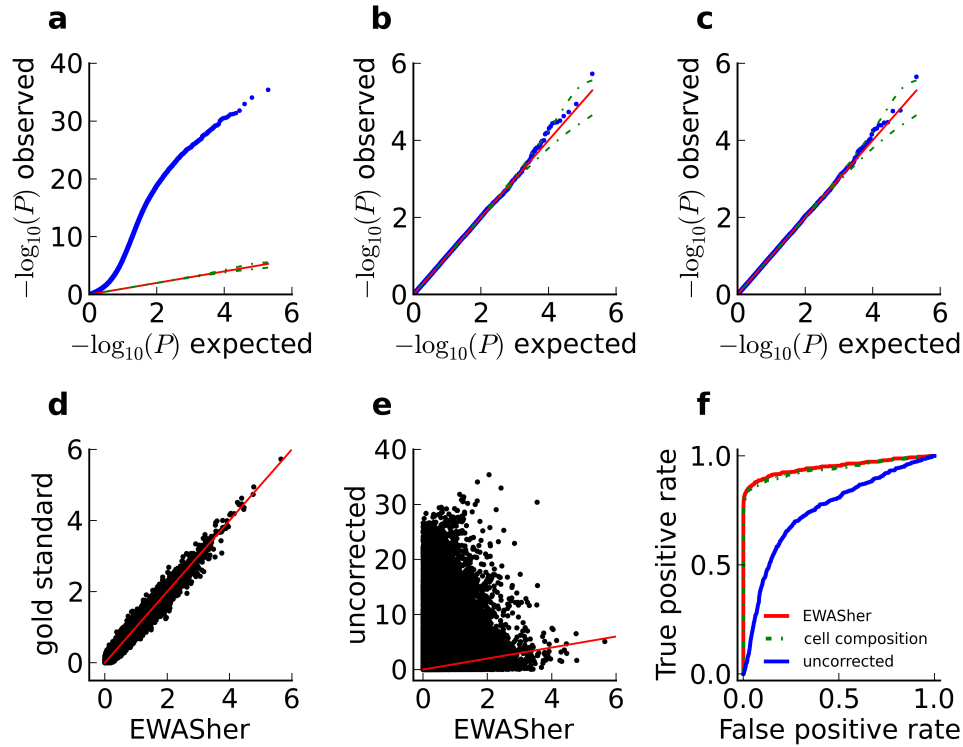 a
b
c
−log10(P) observed
40
30
20
10
0
0
2
4
6
−log10(P) expected
−log10(P) observed
6
4
2
0
0
2
4
6
−log10(P) expected
−log10(P) observed
6
4
2
0
0
2
4
6
−log10(P) expected
d
e
f
gold standard
6
4
2
0
0
2
4
6
EWASher
uncorrected
40
30
20
10
0
0
2
4
6
EWASher
True positive rate
1.0
0.5
0.0
EWASher
cell composition
uncorrected
0.0
0.5
1.0
False positive rate